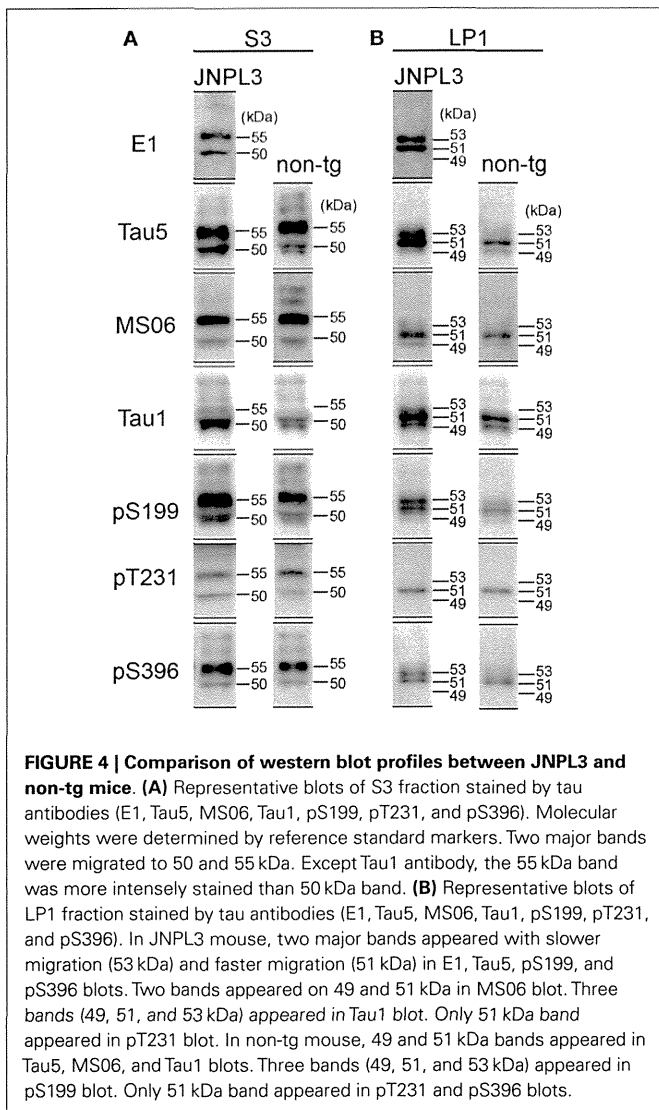 A S3 B LP1
JNPL3 JNPL3
(kDa) (kDa)
E1 55 53
50 51
49
non-tg non-tg
(kDa) (kDa)
Tau5 55 55 53 53
50 50 51 51
49 49
MS06 55 55 53 53
50 50 51 51
49 49
Tau1 55 55 53 53
50 50 51 51
49 49
pS199 55 55 53 53
50 50 51 51
49 49
pT231 55 55 53 53
50 50 51 51
49 49
pS396 55 55 53 53
50 50 51 51
49 49
FIGURE 4 | Comparison of western blot profiles between JNPL3 and
non-tg mice. (A) Representative blots of S3 fraction stained by tau
antibodies (E1, Tau5, MS06, Tau1, pS199, pT231, and pS396). Molecular
weights were determined by reference standard markers. Two major bands
were migrated to 50 and 55 kDa. Except Tau1 antibody, the 55 kDa band
was more intensely stained than 50 kDa band. (B) Representative blots of
LP1 fraction stained by tau antibodies (E1, Tau5, MS06, Tau1, pS199, pT231,
and pS396). In JNPL3 mouse, two major bands appeared with slower
migration (53 kDa) and faster migration (51 kDa) in E1, Tau5, pS199, and
pS396 blots. Two bands appeared on 49 and 51 kDa in MS06 blot. Three
bands (49, 51, and 53 kDa) appeared in Tau1 blot. Only 51 kDa band
appeared in pT231 blot. In non-tg mouse, 49 and 51 kDa bands appeared in
Tau5, MS06, and Tau1 blots. Three bands (49, 51, and 53 kDa) appeared in
pS199 blot. Only 51 kDa band appeared in pT231 and pS396 blots.